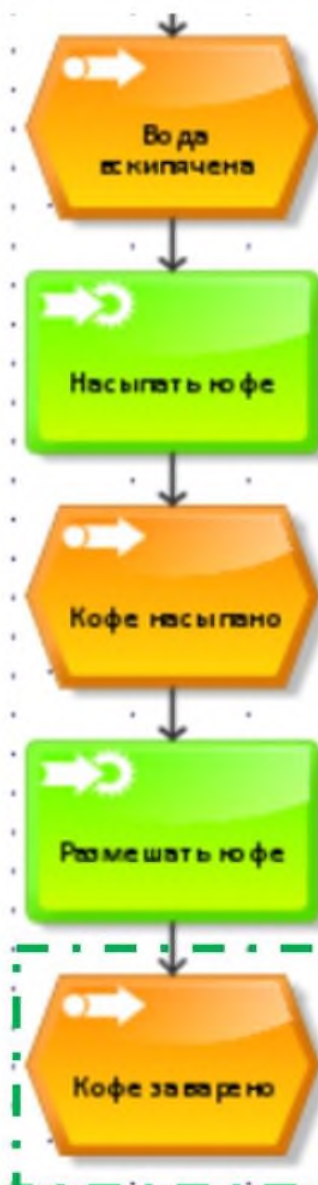 Вода
вскипячена
Насыпать кофе
Кофе насыпано
Размешать кофе
Кофе заварено